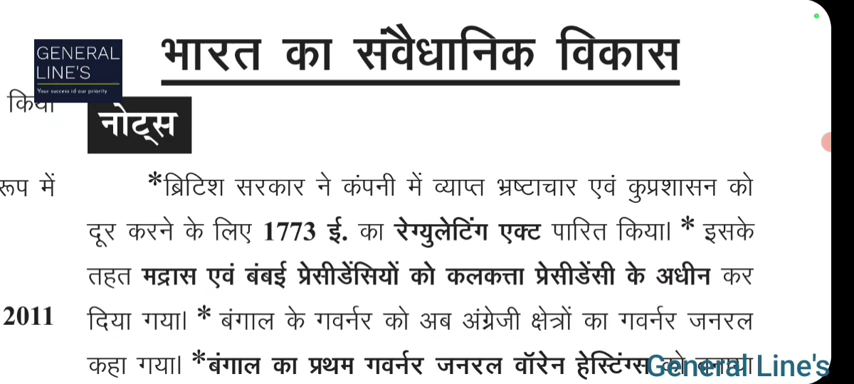 GENERAL
LINE'S
Your success id our priority
भारत का संवैधानिक विकास
किया
नोट्स
रूप में
*ब्रिटिश सरकार ने कंपनी में व्याप्त भ्रष्टाचार एवं कुप्रशासन को
दूर करने के लिए 1773 ई. का रेग्युलेटिंग एक्ट पारित किया। * इसके
तहत मद्रास एवं बंबई प्रेसीडेंसियों को कलकत्ता प्रेसीडेंसी के अधीन कर
2011
दिया गया। * बंगाल के गवर्नर को अब अंग्रेजी क्षेत्रों का गवर्नर जनरल
कहा गया। *बंगाल का प्रथम गवर्नर जनरल वॉरेन हेस्टिंग्स
General Line's